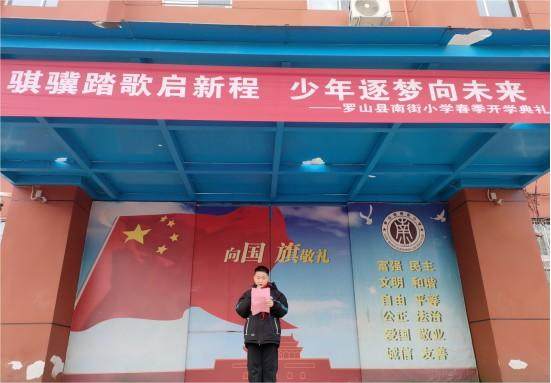 骐骥踏歌启新程 少年逐梦向未来
——罗山县南街小学春季开学典礼
向国旗敬礼
南
富强 民主
文明 和谐
自由 平等
公正 法治
爱国 敬业
诚信 友善